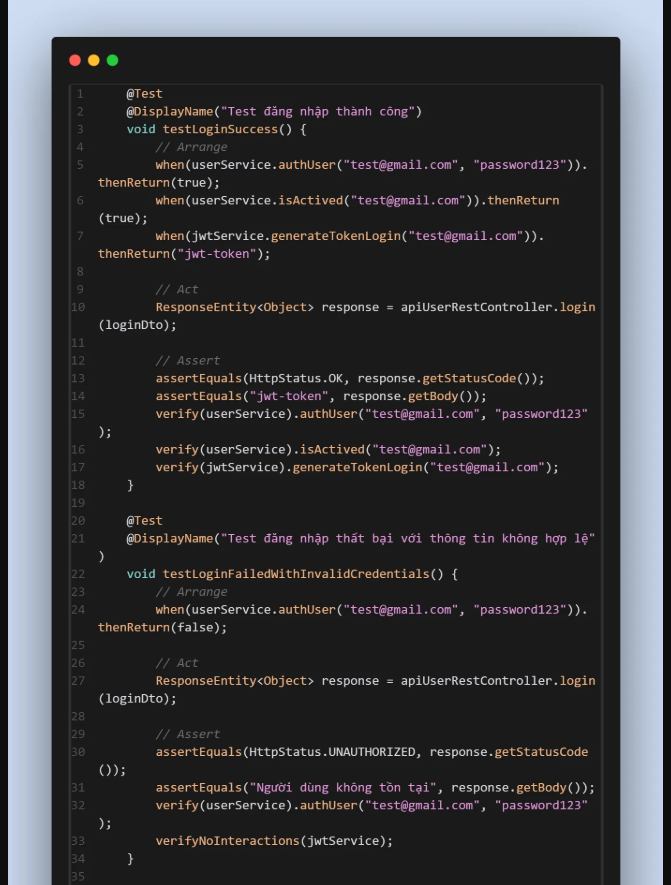 1 @Test
2 @DisplayName("Test đăng nhập thành công")
3 void testLoginSuccess() {
4 // Arrange
5 when(userService.authUser("test@gmail.com", "password123")).
thenReturn(true);
6 when(userService.isActived("test@gmail.com")).thenReturn
(true);
7 when(jwtService.generateTokenLogin("test@gmail.com")).
thenReturn("jwt-token");
8
9 // Act
10 ResponseEntity<Object> response = apiUserRestController.login
(loginDto);
11
12 // Assert
13 assertEquals(HttpStatus.OK, response.getStatusCode());
14 assertEquals("jwt-token", response.getBody());
15 verify(userService).authUser("test@gmail.com", "password123"
);
16 verify(userService).isActived("test@gmail.com");
17 verify(jwtService).generateTokenLogin("test@gmail.com");
18 }
19
20 @Test
21 @DisplayName("Test đăng nhập thất bại với thông tin không hợp lệ"
)
22 void testLoginFailedWithInvalidCredentials() {
23 // Arrange
24 when(userService.authUser("test@gmail.com", "password123")).
thenReturn(false);
25
26 // Act
27 ResponseEntity<Object> response = apiUserRestController.login
(loginDto);
28
29 // Assert
30 assertEquals(HttpStatus.UNAUTHORIZED, response.getStatusCode
());
31 assertEquals("Người dùng không tồn tại", response.getBody());
32 verify(userService).authUser("test@gmail.com", "password123"
);
33 verifyNoInteractions(jwtService);
34 }
35